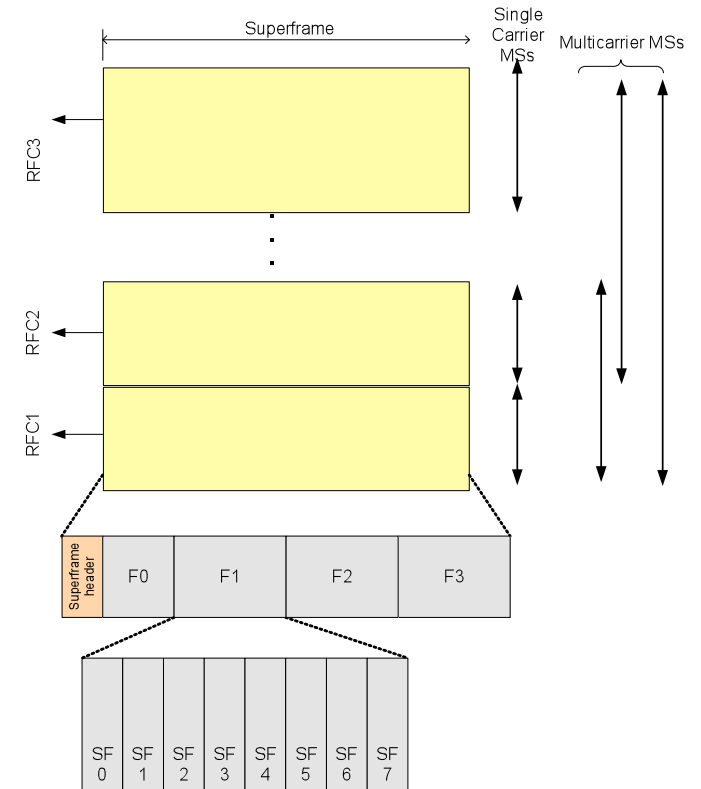 Superframe
Single
Carrier
MSs
Multicarrier MSs
RFC3
RFC2
RFC1
Superframe
header
F0
F1
F2
F3
SF
0
SF
1
SF
2
SF
3
SF
4
SF
5
SF
6
SF
7